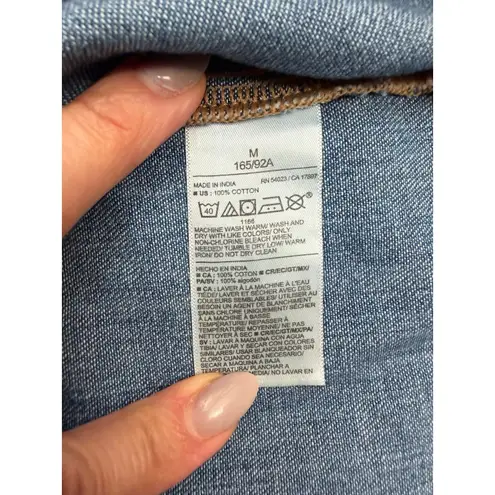 M
165/92A
MADE IN INDIA RN 54023 / CA 17897
■ US : 100% COTTON
40
1166
MACHINE WASH WARM/ WASH AND
DRY WITH LIKE COLORS/ ONLY
NON-CHLORINE BLEACH WHEN
NEEDED/ TUMBLE DRY LOW/ WARM
IRON/ DO NOT DRY CLEAN
HECHO EN INDIA
■ CA : 100% COTON ■ CR/EC/GT/MX/
PA/SV : 100% algodon
■ CA : LAVER À LA MACHINE À L'EAU
TIÈDE/ LAVER ET SÉCHER AVEC DES
COULEURS SEMBLABLES/ UTILISER AU
BESOIN UN AGENT DE BLANCHIMENT
SANS CHLORE UNIQUEMENT/
SÉCHER À LA MACHINE À BASSE
TEMPÉRATURE/ REPASSER À
TEMPÉRATURE MOYENNE/ NE PAS
NETTOYER À SEC ■ CR/EC/GT/MX/PA/
SV : LAVAR A MAQUINA CON AGUA
TIBIA/ LAVAR Y SECAR CON COLORES
SIMILARES/ USAR BLANQUEADOR SIN
CLORO CUANDO SEA NECESARIO/
SECAR A MAQUINA A BAJA
TEMPERATURA/ PLANCHAR A
MEDIA / NO LAVAR EN